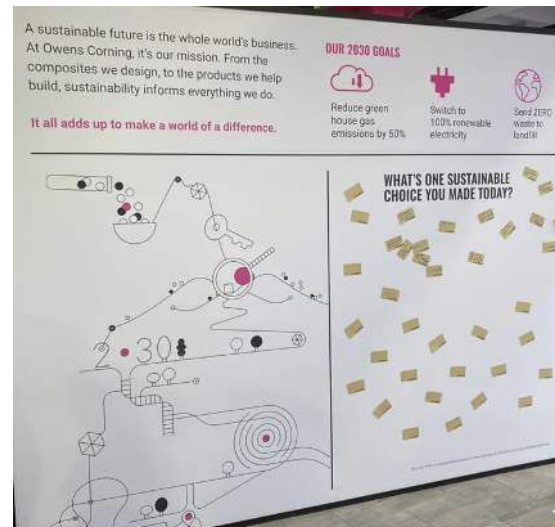 A sustainable future is the whole world's business.
At Owens Corning, it's our mission. From the
composites we design, to the products we help
build, sustainability informs everything we do.
It all adds up to make a world of a difference.
OUR 2030 GOALS
Reduce green
house gas
emissions by 50%
Switch to
100% renewable
electricity
Send ZERO
waste to
landfill
WHAT'S ONE SUSTAINABLE
CHOICE YOU MADE TODAY?
2 30